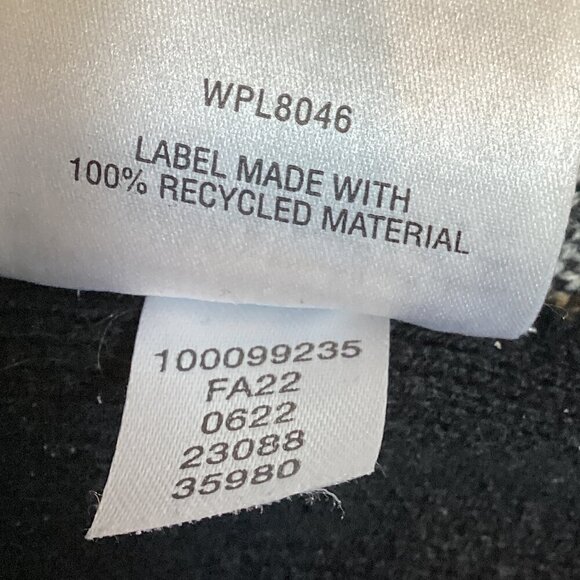 WPL8046
LABEL MADE WITH
100% RECYCLED MATERIAL
100099235
FA22
0622
23088
35980